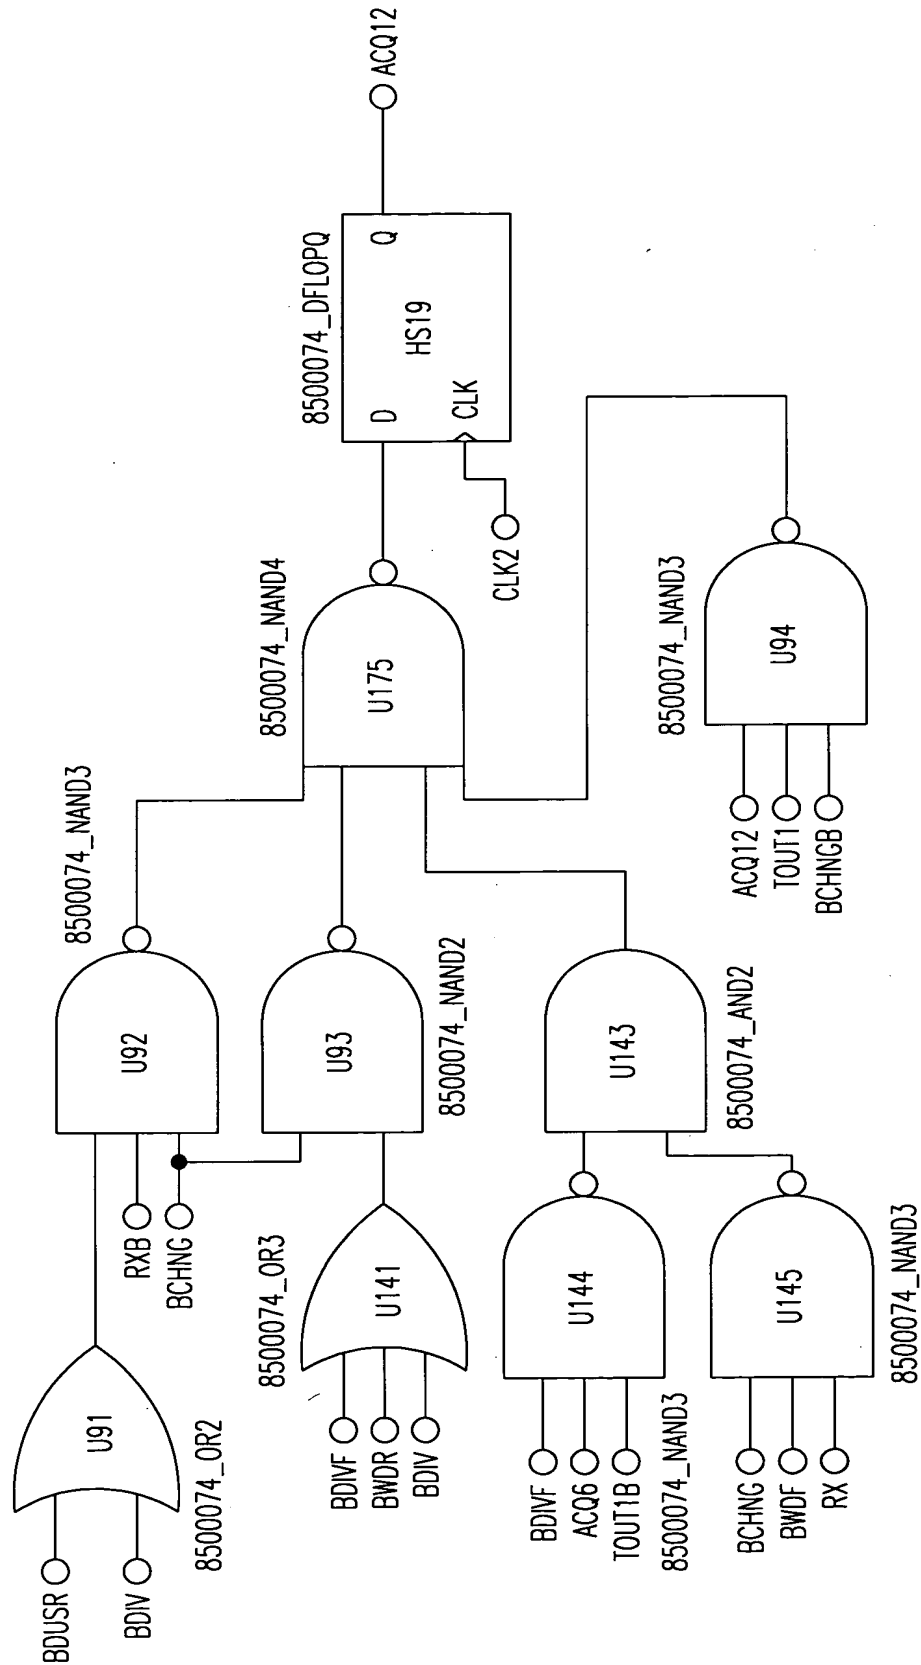 BDUSR
BDIV
U91
8500074_OR2
RXB
BCHNG
U92
8500074_NAND3
BDIVF
BWDR
BDIV
U141
8500074_OR3
U93
8500074_NAND2
BDIVF
ACQ6
TOUT1B
U144
8500074_NAND3
BCHNG
BWDF
RX
U145
8500074_NAND3
U143
8500074_AND2
U175
8500074_NAND4
ACQ12
TOUT1
BCHNGB
U94
8500074_NAND3
CLK2
8500074_DFLOPQ
D
Q
HS19
CLK
ACQ12